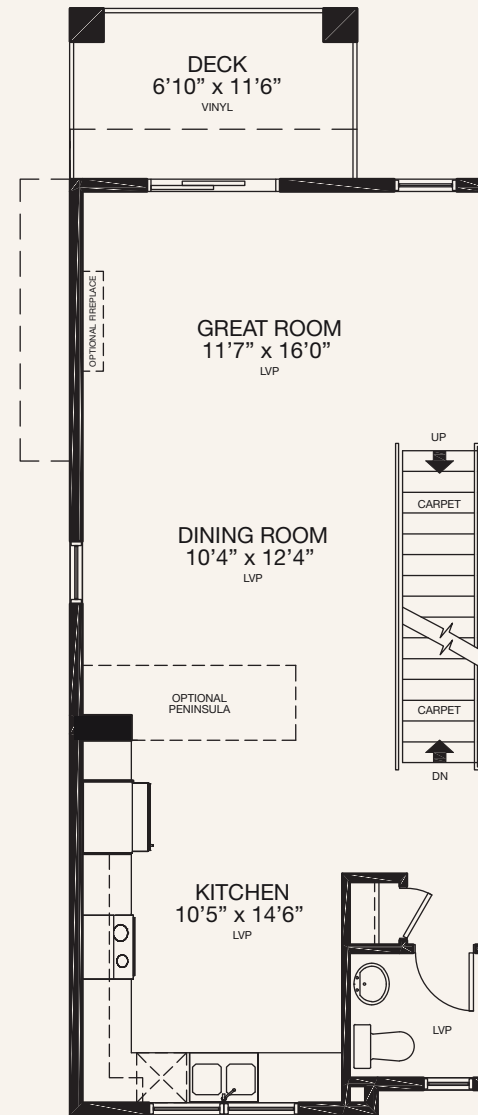 DECK
6’10” x 11’6”
VINYL
OPTIONAL FIREPLACE
GREAT ROOM
11’7” x 16’0”
LVP
UP
CARPET
DINING ROOM
10’4” x 12’4”
LVP
OPTIONAL
PENINSULA
CARPET
DN
KITCHEN
10’5” x 14’6”
LVP
LVP